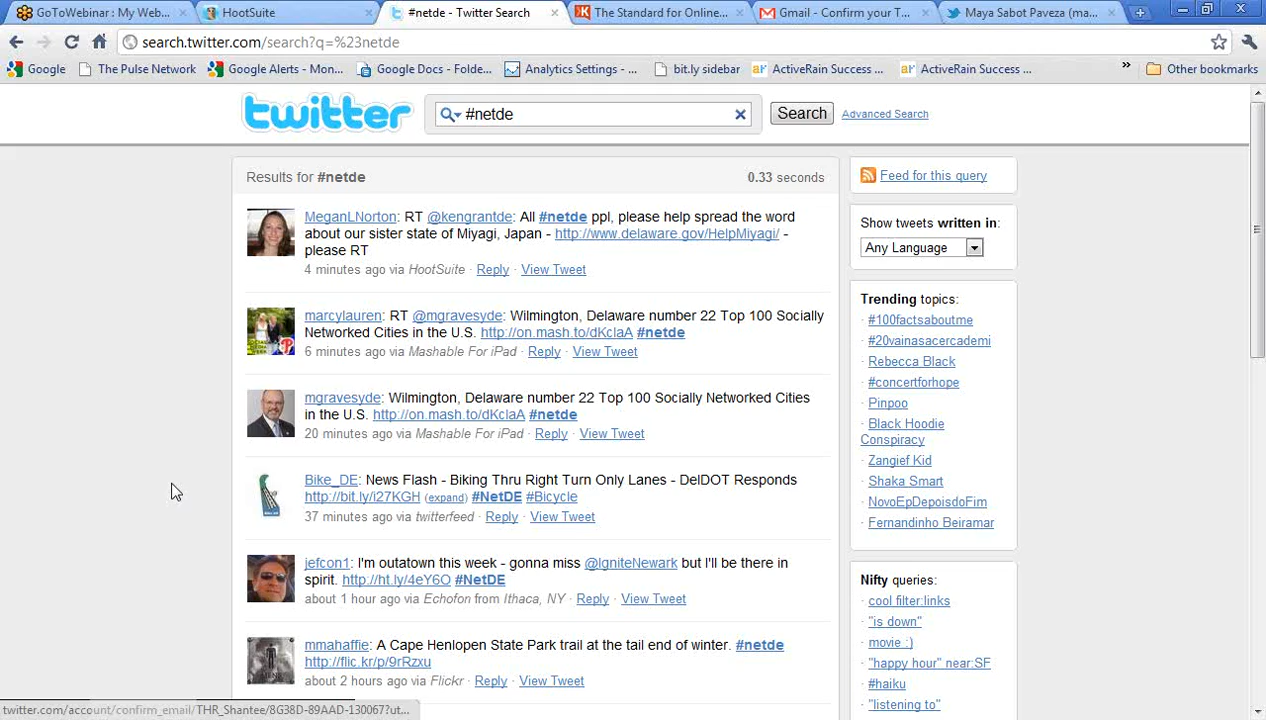 GoToWebinar : My Web...
HootSuite
#netde - Twitter Search
The Standard for Online...
Gmail - Confirm your T...
Maya Sabot Paveza (ma...
search.twitter.com/search?q=%23netde
Google
The Pulse Network
Google Alerts - Mon...
Google Docs - Folde...
Analytics Settings - ...
bit.ly sidebar
ActiveRain Success ...
ActiveRain Success ...
»
Other bookmarks
twitter
#netde
Search
Advanced Search
Results for #netde
0.33 seconds
MeganLNorton: RT @kengrantde: All #netde ppl, please help spread the word
about our sister state of Miyagi, Japan - http://www.delaware.gov/HelpMiyagi/ -
please RT
4 minutes ago via HootSuite · Reply · View Tweet
marcylauren: RT @mgravesyde: Wilmington, Delaware number 22 Top 100 Socially
Networked Cities in the U.S. http://on.mash.to/dKclaA #netde
6 minutes ago via Mashable For iPad · Reply · View Tweet
mgravesyde: Wilmington, Delaware number 22 Top 100 Socially Networked Cities
in the U.S. http://on.mash.to/dKclaA #netde
20 minutes ago via Mashable For iPad · Reply · View Tweet
Bike_DE: News Flash - Biking Thru Right Turn Only Lanes - DelDOT Responds
http://bit.ly/i27KGH (expand) #NetDE #Bicycle
37 minutes ago via twitterfeed · Reply · View Tweet
jefcon1: I'm outatown this week - gonna miss @IgniteNewark but I'll be there in
spirit. http://ht.ly/4eY6O #NetDE
about 1 hour ago via Echofon from Ithaca, NY · Reply · View Tweet
mmahaffie: A Cape Henlopen State Park trail at the tail end of winter. #netde
http://flic.kr/p/9rRzxu
about 2 hours ago via Flickr · Reply · View Tweet
Feed for this query
Show tweets written in:
Any Language
Trending topics:
· #100factsaboutme
· #20vainasacercademi
· Rebecca Black
· #concertforhope
· Pinpoo
· Black Hoodie
Conspiracy
· Zangief Kid
· Shaka Smart
· NovoEpDepoisdoFim
· Fernandinho Beiramar
Nifty queries:
· cool filter:links
· "is down"
· movie :)
· "happy hour" near:SF
· #haiku
· "listening to"
twitter.com/account/confirm_email/THR_Shantee/8G38D-89AAD-130067?ut...